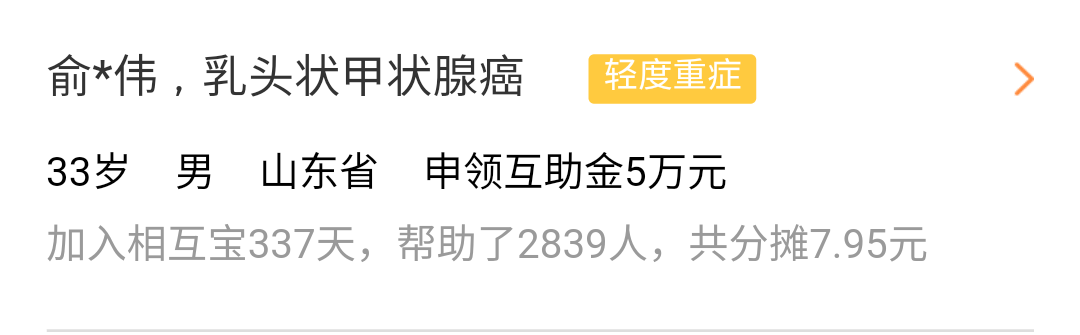 俞*伟，乳头状甲状腺癌 轻度重症
33岁 男 山东省 申领互助金5万元
加入相互宝337天，帮助了2839人，共分摊7.95元